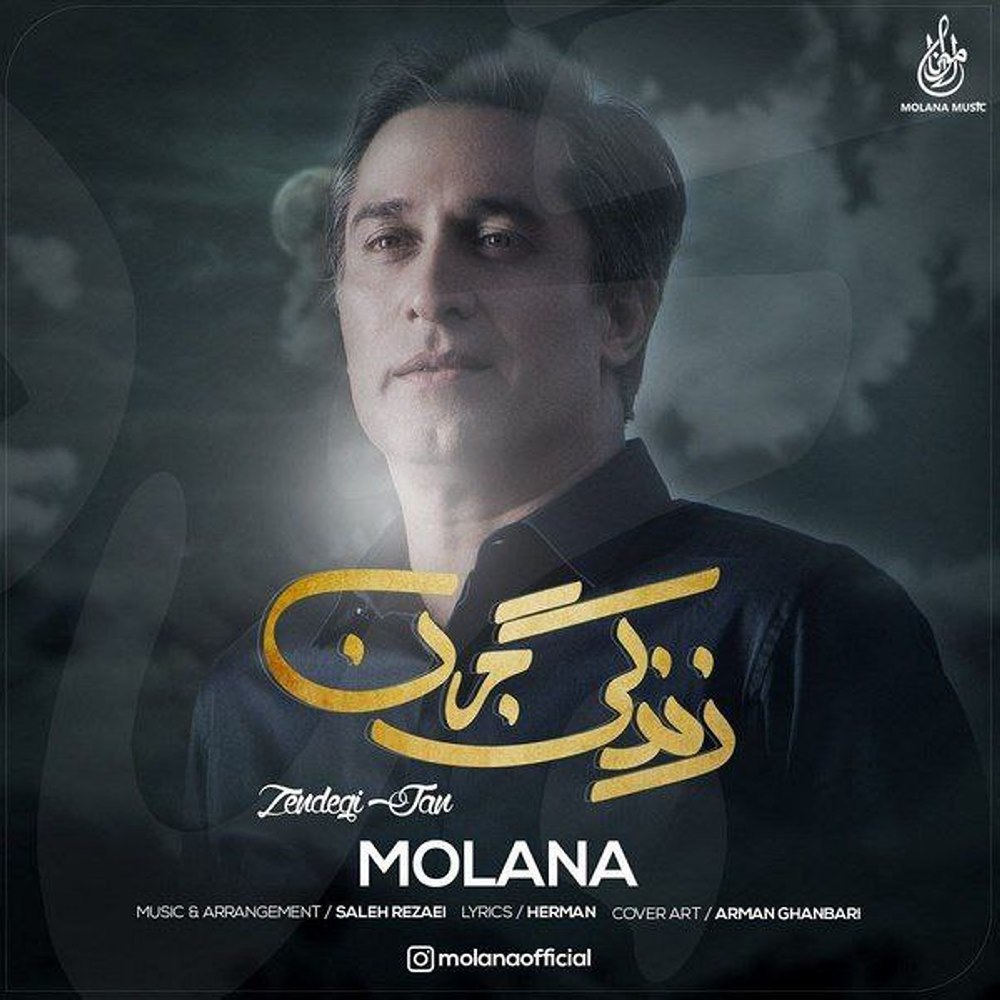 MOLANA MUSIC
زندگی جان
Zendegi-Jan
MOLANA
MUSIC & ARRANGEMENT / SALEH REZAEI LYRICS / HERMAN COVER ART / ARMAN GHANBARI
molanaofficial